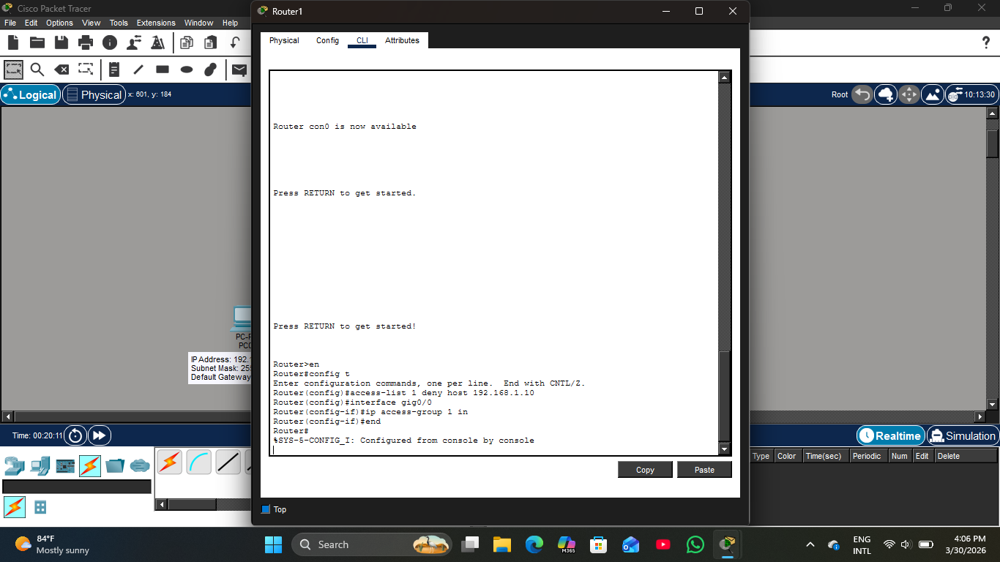 Cisco Packet Tracer
File Edit Options View Tools Extensions Window Help
Logical Physical x: 601, y: 184
Root 10:13:30
Router1
Physical Config CLI Attributes
Router con0 is now available
Press RETURN to get started.
Press RETURN to get started!
Router>en
Router#config t
Enter configuration commands, one per line. End with CNTL/Z.
Router(config)#access-list 1 deny host 192.168.1.10
Router(config)#interface gig0/0
Router(config-if)#ip access-group 1 in
Router(config-if)#end
Router#
%SYS-5-CONFIG_I: Configured from console by console
Copy Paste
Top
PC-
PC
IP Address: 192.
Subnet Mask: 25
Default Gateway
Time: 00:20:11
Realtime Simulation
Type Color Time(sec) Periodic Num Edit Delete
84°F
Mostly sunny
Search
M365
ENG
INTL
4:06 PM
3/30/2026